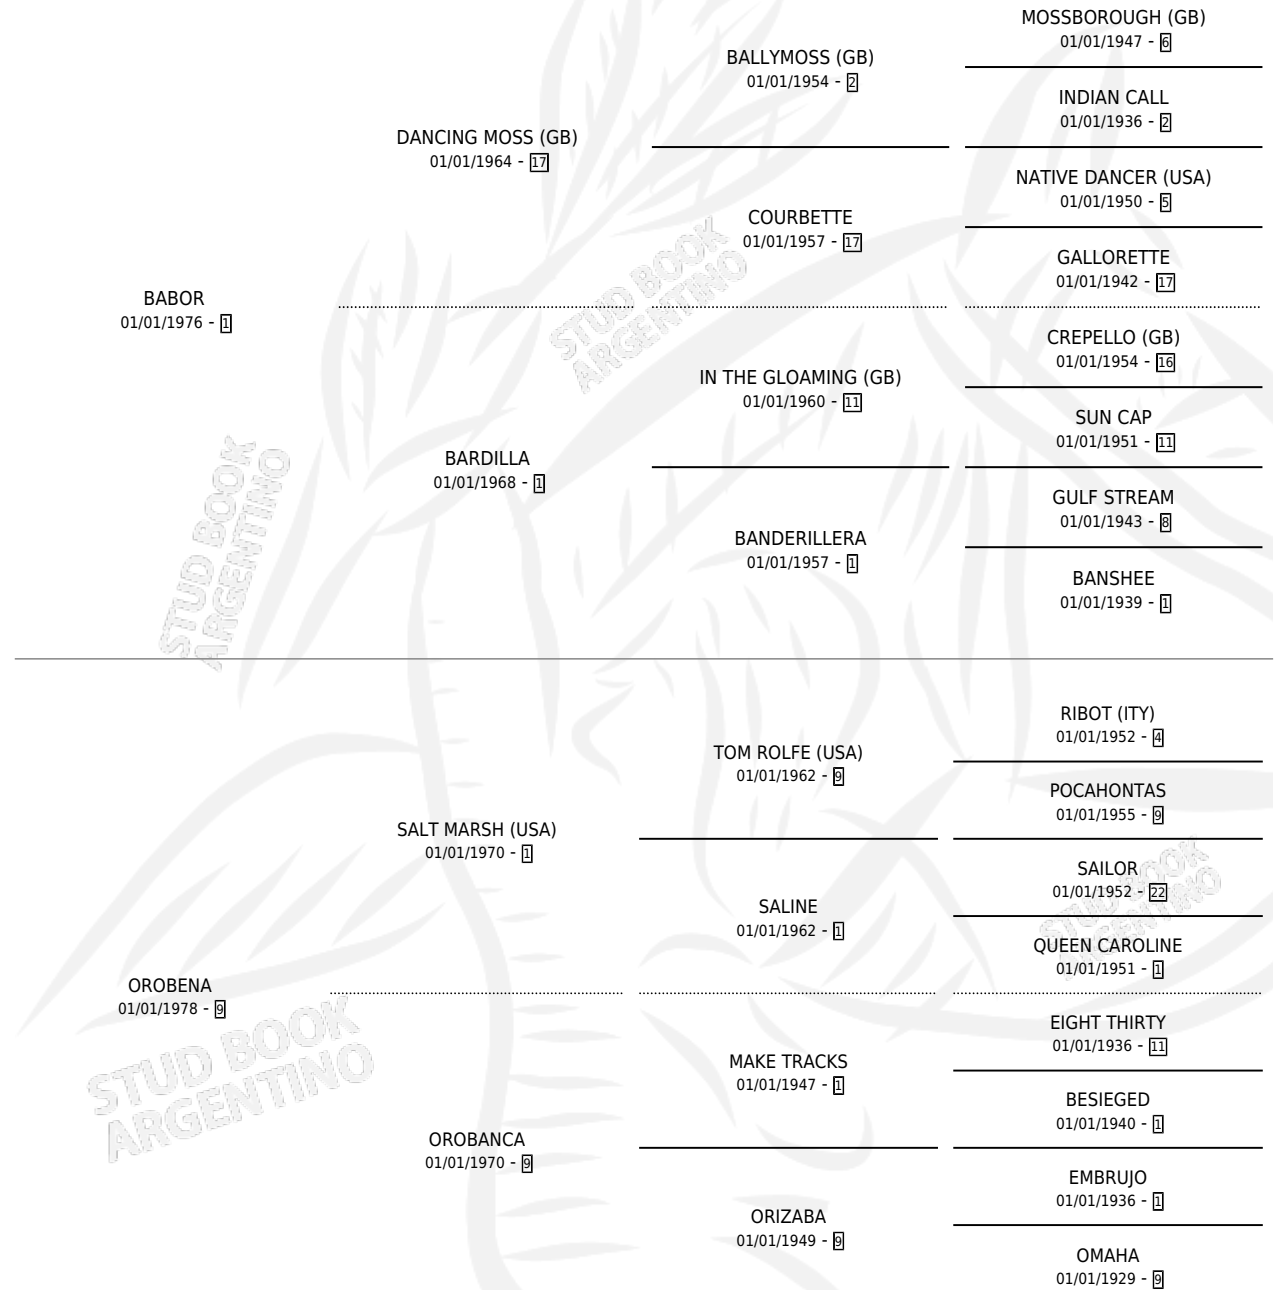 MOSSBOROUGH (GB)
01/01/1947 - 6
BALLYMOSS (GB)
01/01/1954 - 2
INDIAN CALL
01/01/1936 - 2
DANCING MOSS (GB)
01/01/1964 - 17
NATIVE DANCER (USA)
01/01/1950 - 5
COURBETTE
01/01/1957 - 17
GALLORETTE
01/01/1942 - 17
BABOR
01/01/1976 - 1
STUD BOOK
ARGENTINO
CREPELLO (GB)
01/01/1954 - 16
IN THE GLOAMING (GB)
01/01/1960 - 11
SUN CAP
01/01/1951 - 11
BARDILLA
01/01/1968 - 1
GULF STREAM
01/01/1943 - 8
BANDERILLERA
01/01/1957 - 1
BANSHEE
01/01/1939 - 1
STUD BOOK
ARGENTINO
RIBOT (ITY)
01/01/1952 - 4
TOM ROLFE (USA)
01/01/1962 - 9
POCAHONTAS
01/01/1955 - 9
SALT MARSH (USA)
01/01/1970 - 1
SAILOR
01/01/1952 - 22
SALINE
01/01/1962 - 1
STUD BOOK
ARGENTINO
QUEEN CAROLINE
01/01/1951 - 1
OROBENA
01/01/1978 - 9
EIGHT THIRTY
01/01/1936 - 11
MAKE TRACKS
01/01/1947 - 1
STUD BOOK
ARGENTINO
BESIEGED
01/01/1940 - 1
OROBANCA
01/01/1970 - 9
EMBRUJO
01/01/1936 - 1
ORIZABA
01/01/1949 - 9
OMAHA
01/01/1929 - 9